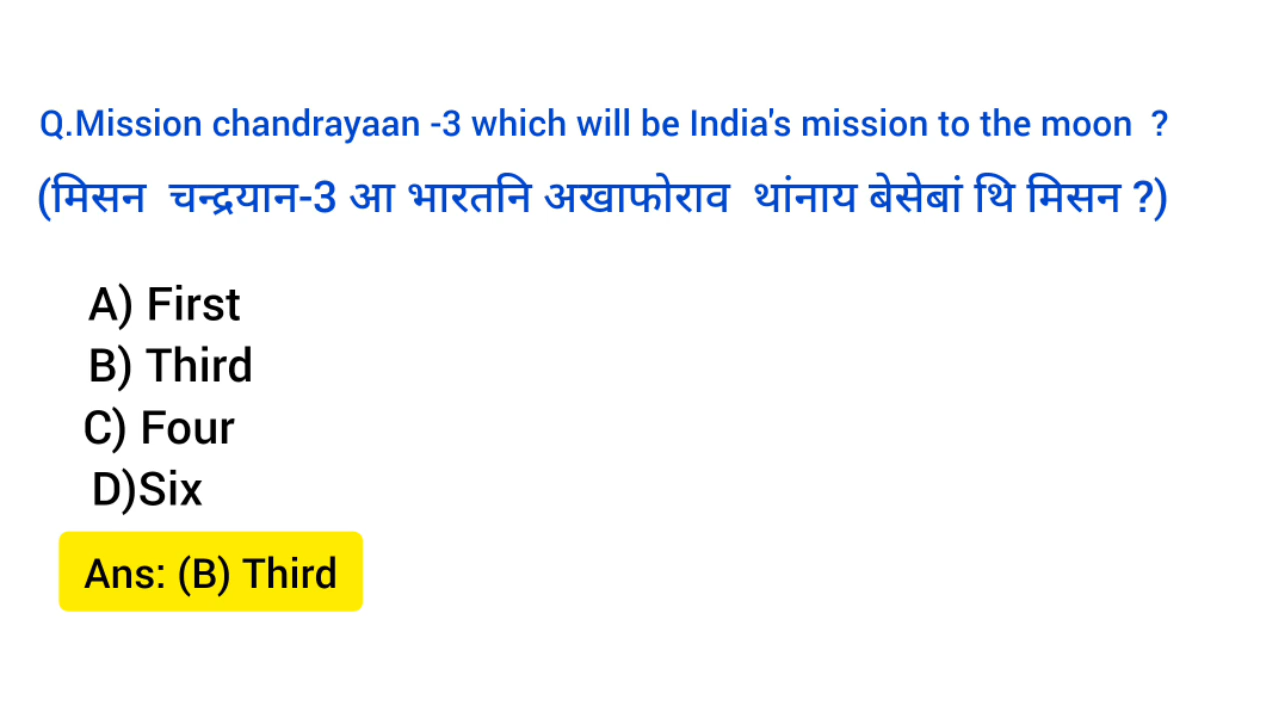 Q.Mission chandrayaan -3 which will be India's mission to the moon ?
(मिसन चन्द्रयान-3 आ भारतनि अखाफोराव थांनाय बेसेबां थि मिसन ?)
A) First
B) Third
C) Four
D)Six
Ans: (B) Third